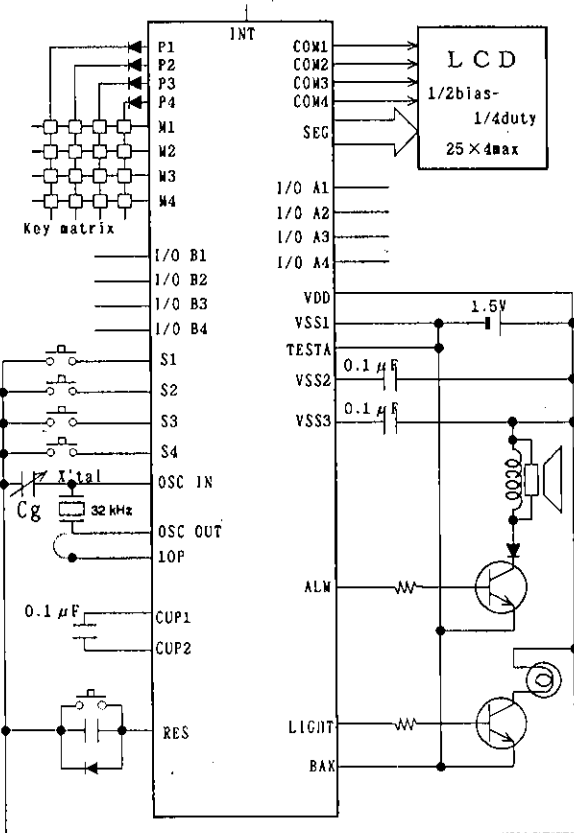 INT
P1
P2
P3
P4
M1
M2
M3
M4
Key matrix
I/O B1
I/O B2
I/O B3
I/O B4
S1
S2
S3
S4
X'tal
OSC IN
Cg
32 kHz
OSC OUT
10P
0.1 μF
CUP1
CUP2
RES
COM1
COM2
COM3
COM4
SEG
LCD
1/2bias-
1/4duty
25×4max
I/O A1
I/O A2
I/O A3
I/O A4
VDD
VSS1
1.5V
TESTA
VSS2
0.1 μF
VSS3
0.1 μF
ALM
LIGHT
BAK